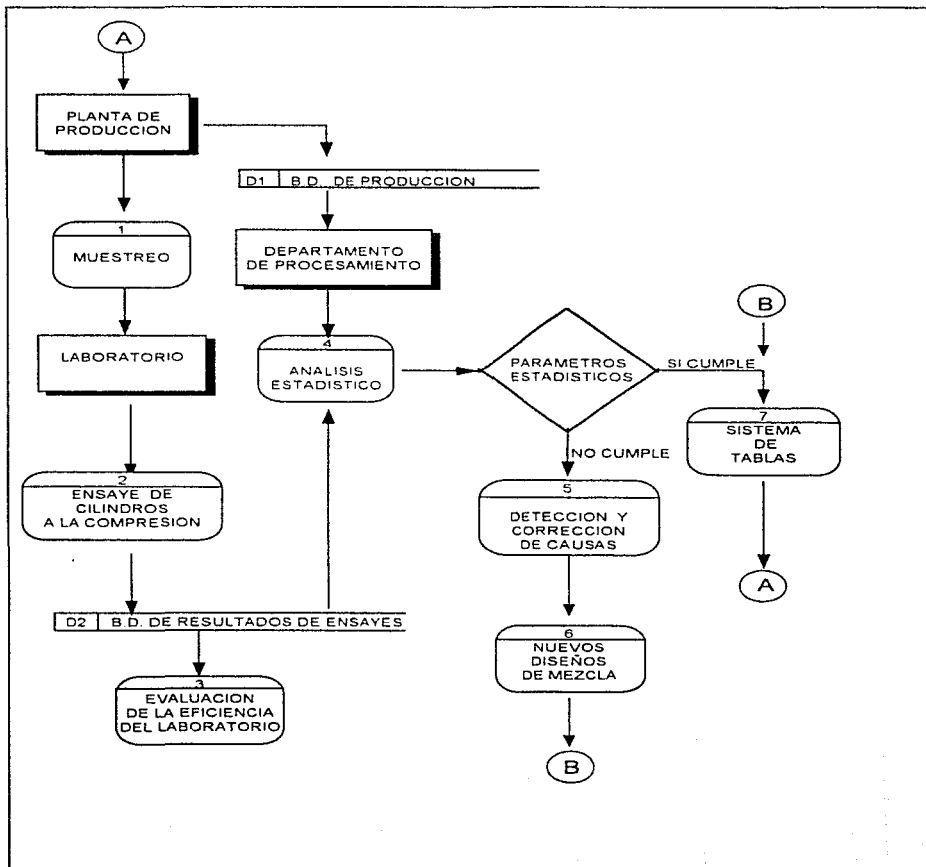 A
PLANTA DE
PRODUCCION
D1 B.D. DE PRODUCCION
1
MUESTREO
DEPARTAMENTO
DE PROCESAMIENTO
LABORATORIO
4
ANALISIS
ESTADISTICO
PARAMETROS
ESTADISTICOS
SI CUMPLE
NO CUMPLE
B
7
SISTEMA
DE
TABLAS
A
2
ENSAYE DE
CILINDROS
A LA COMPRESION
5
DETECCION Y
CORRECCION
DE CAUSAS
D2 B.D. DE RESULTADOS DE ENSAYES
3
EVALUACION
DE LA EFICIENCIA
DEL LABORATORIO
6
NUEVOS
DISEÑOS
DE MEZCLA
B